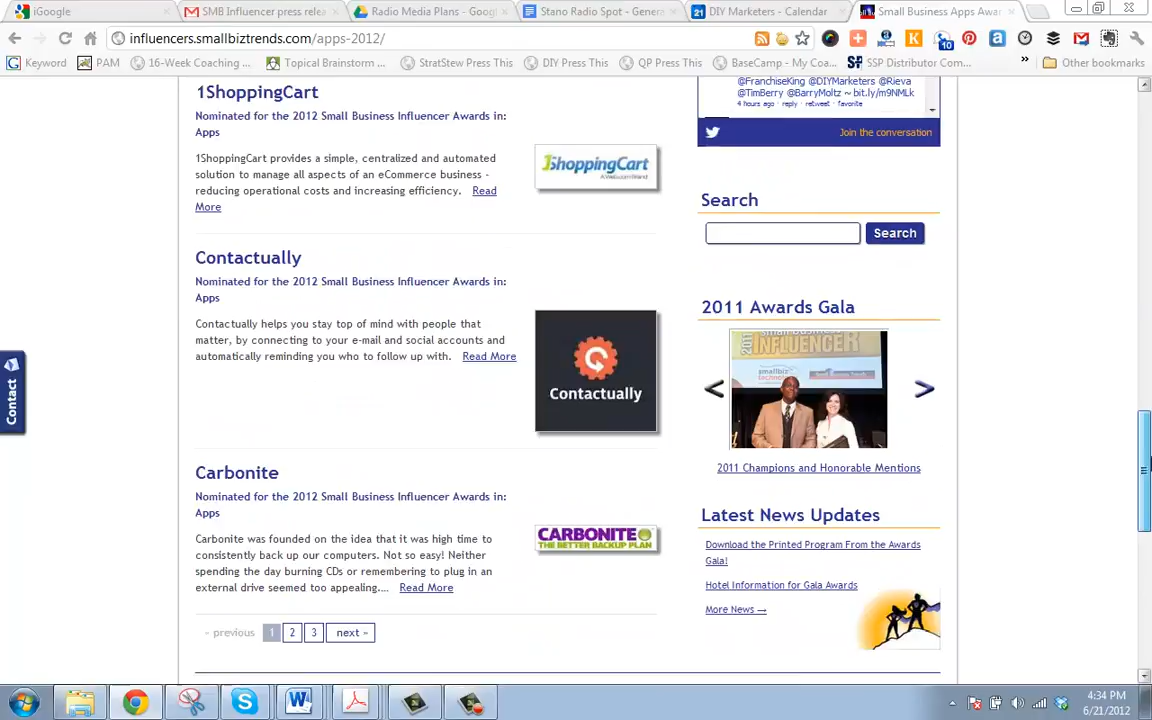 iGoogle
SMB Influencer press relea
Radio Media Plans - Googl
Stano Radio Spot - Gener
21
DIY Marketers - Calendar
Small Business Apps Awar
influencers.smallbiztrends.com/apps-2012/
10
Keyword
PAM
16-Week Coaching ...
Topical Brainstorm ...
StratStew Press This
DIY Press This
QP Press This
BaseCamp - My Coa...
SSP Distributor Com...
Other bookmarks
1ShoppingCart
Nominated for the 2012 Small Business Influencer Awards in:
Apps
1ShoppingCart provides a simple, centralized and automated
solution to manage all aspects of an eCommerce business -
reducing operational costs and increasing efficiency. Read
More
1ShoppingCart
Contactually
Nominated for the 2012 Small Business Influencer Awards in:
Apps
Contactually helps you stay top of mind with people that
matter, by connecting to your e-mail and social accounts and
automatically reminding you who to follow up with. Read More
Contactually
Carbonite
Nominated for the 2012 Small Business Influencer Awards in:
Apps
Carbonite was founded on the idea that it was high time to
consistently back up our computers. Not so easy! Neither
spending the day burning CDs or remembering to plug in an
external drive seemed too appealing.... Read More
CARBONITE
THE BETTER BACKUP PLAN
« previous 1 2 3 next »
Contact
@FranchiseKing @DIYMarketers @Rieva
@TimBerry @BarryMoltz ~ bit.ly/m9NMLk
4 hours ago · reply · retweet · favorite
Join the conversation
Search
Search
2011 Awards Gala
2011
INFLUENCER
smallbiz
technology
< >
2011 Champions and Honorable Mentions
Latest News Updates
Download the Printed Program From the Awards
Gala!
Hotel Information for Gala Awards
More News →
4:34 PM
6/21/2012